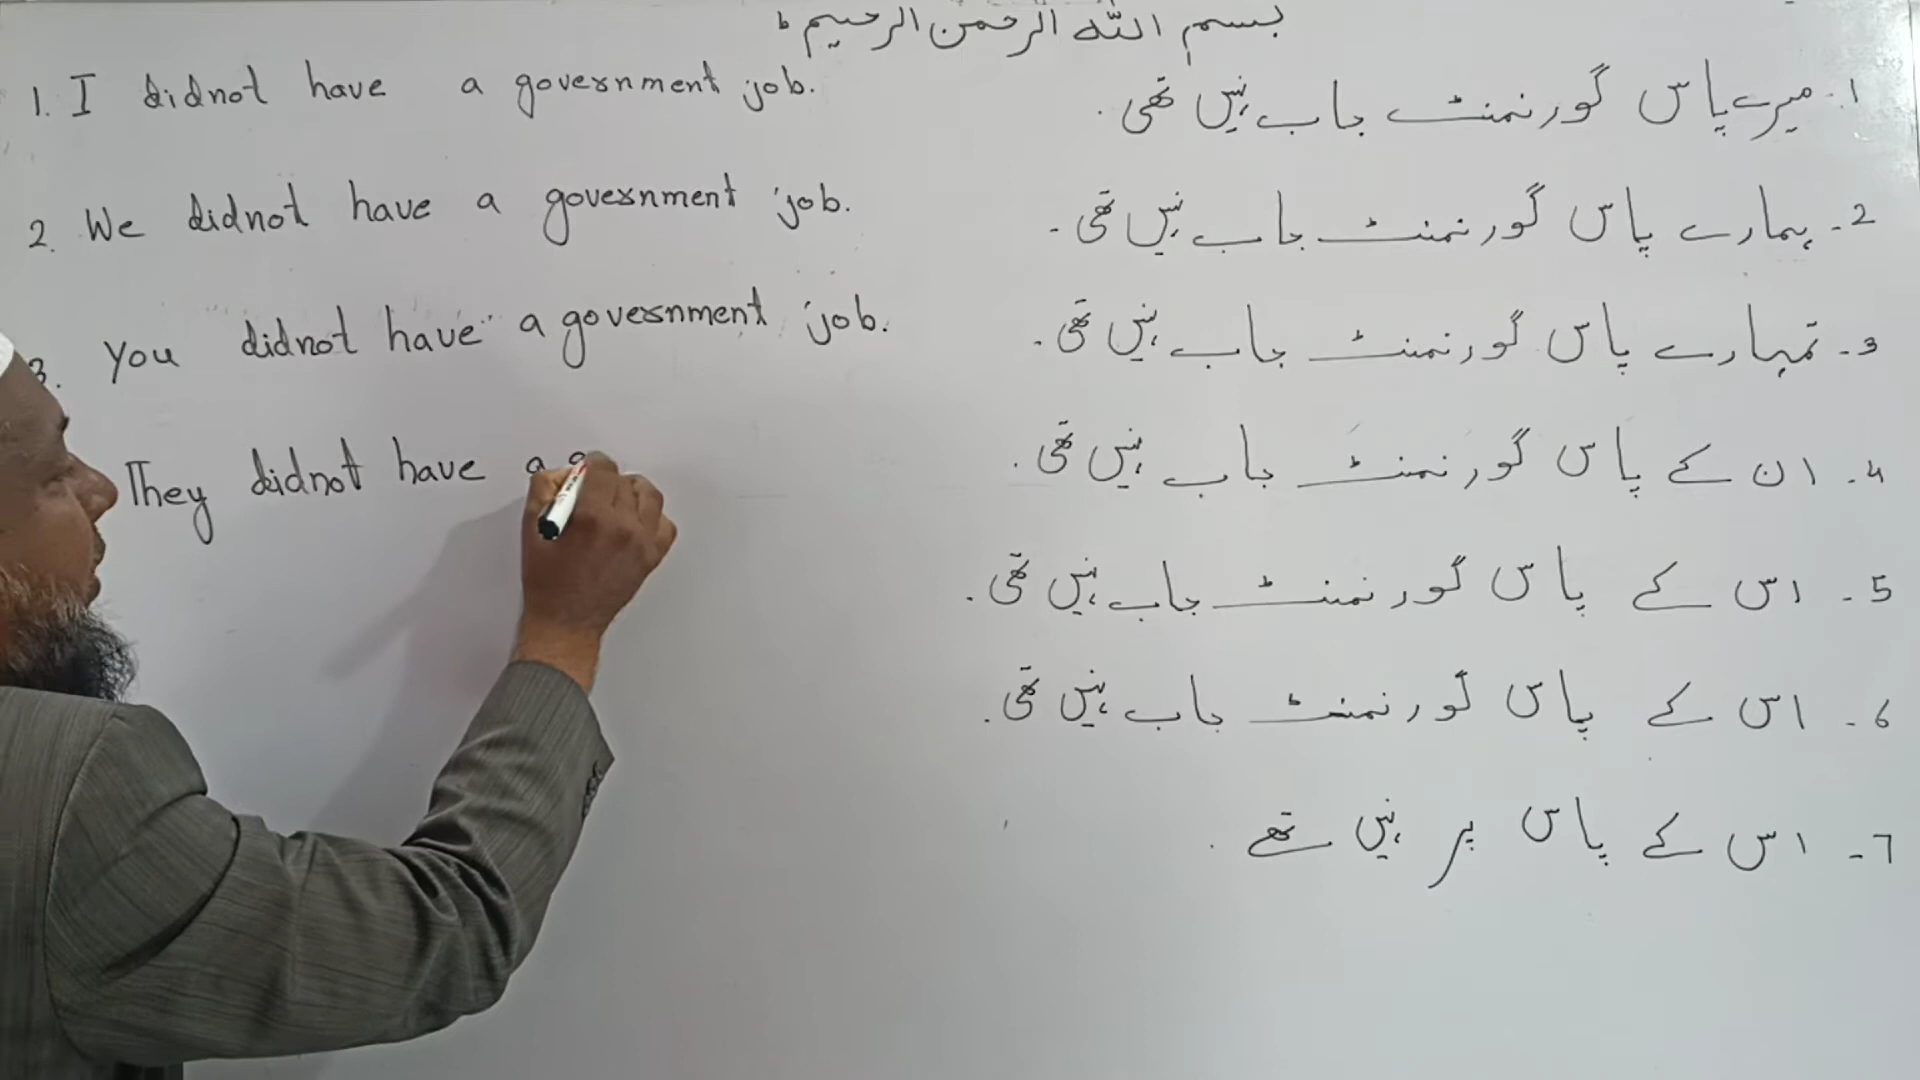 بسم اللّٰہ الرحمن الرحیم ط
1. I didnot have a government job.
2. We didnot have a government job.
3. You didnot have a government job.
They didnot have a g
1. میرے پاس گورنمنٹ جاب نہیں تھی.
2- ہمارے پاس گورنمنٹ جاب نہیں تھی-
3- تمہارے پاس گورنمنٹ جاب نہیں تھی-
4- ان کے پاس گورنمنٹ جاب نہیں تھی.
5- اس کے پاس گورنمنٹ جاب نہیں تھی.
6- اس کے پاس گورنمنٹ جاب نہیں تھی.
7- اس کے پاس پر نہیں تھے.